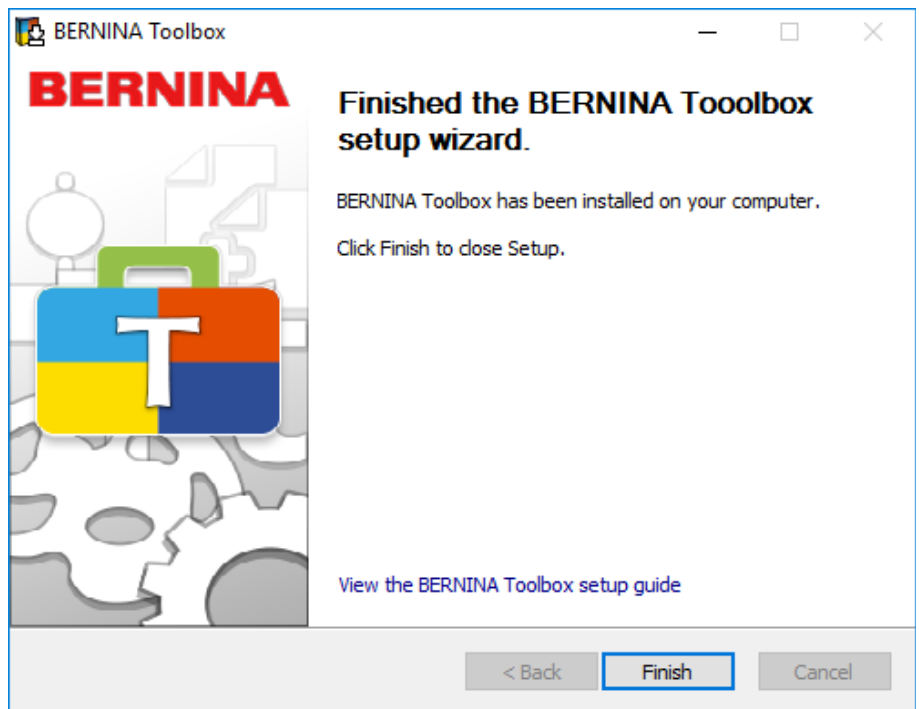 BERNINA Toolbox
BERNINA
T
Finished the BERNINA Tooolbox
setup wizard.
BERNINA Toolbox has been installed on your computer.
Click Finish to close Setup.
View the BERNINA Toolbox setup guide
< Back
Finish
Cancel